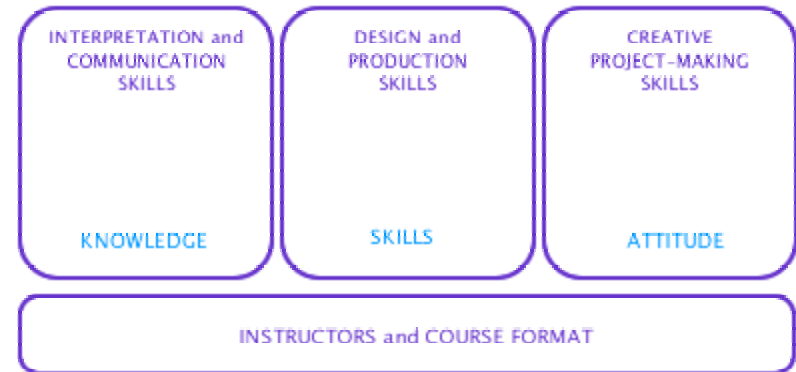 INTERPRETATION and
COMMUNICATION
SKILLS
KNOWLEDGE
DESIGN and
PRODUCTION
SKILLS
SKILLS
CREATIVE
PROJECT-MAKING
SKILLS
ATTITUDE
INSTRUCTORS and COURSE FORMAT